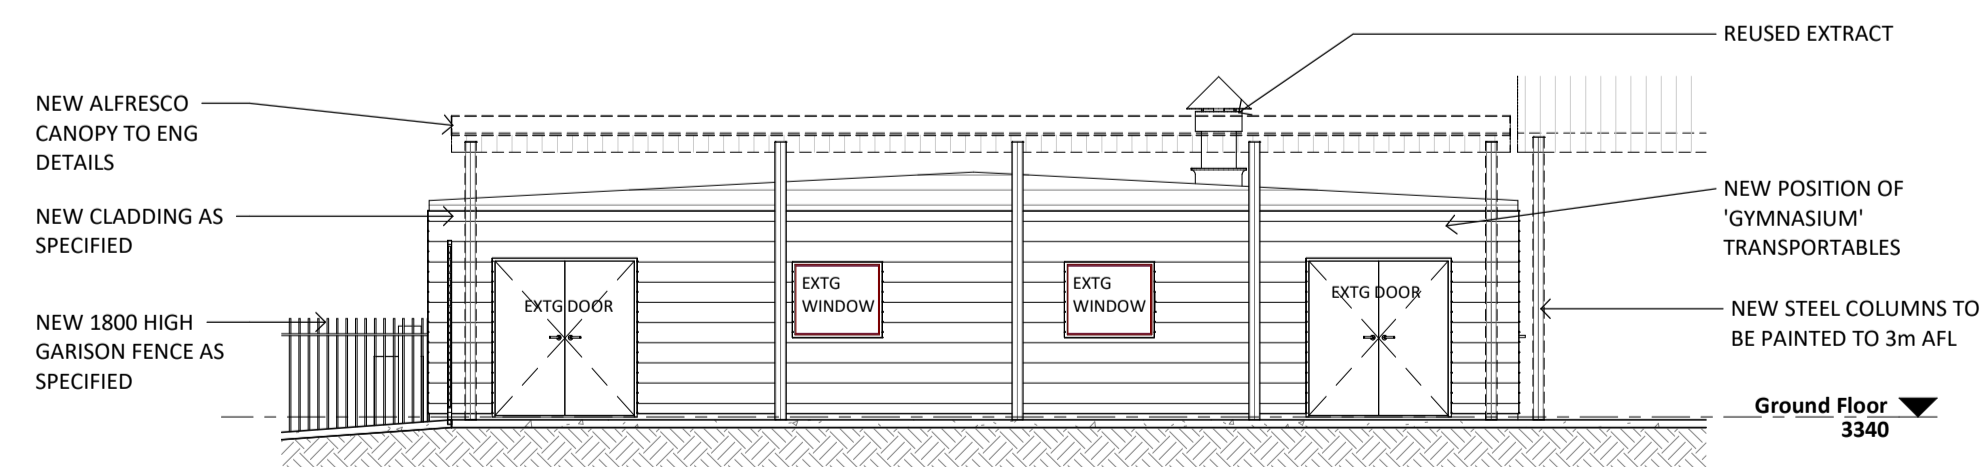 REUSED EXTRACT
NEW ALFRESCO
CANOPY TO ENG
DETAILS
NEW CLADDING AS
SPECIFIED
NEW POSITION OF
'GYMNASIUM'
TRANSPORTABLES
EXTG DOOR
EXTG
WINDOW
EXTG
WINDOW
EXTG DOOR
NEW 1800 HIGH
GARISON FENCE AS
SPECIFIED
NEW STEEL COLUMNS TO
BE PAINTED TO 3m AFL
Ground Floor
3340